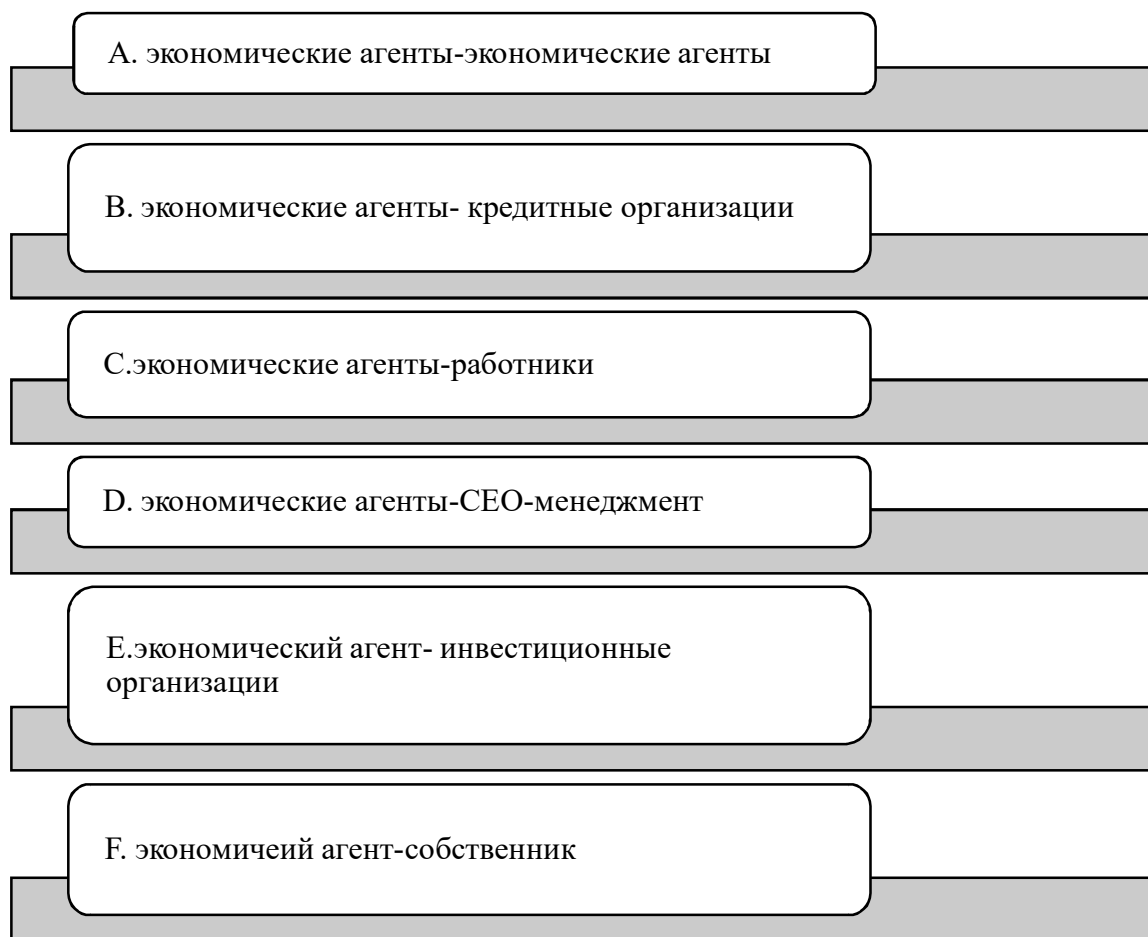 А. экономические агенты-экономические агенты
В. экономические агенты- кредитные организации
С.экономические агенты-работники
D. экономические агенты-СЕО-менеджмент
Е.экономический агент- инвестиционные
организации
F. экономичеий агент-собственник